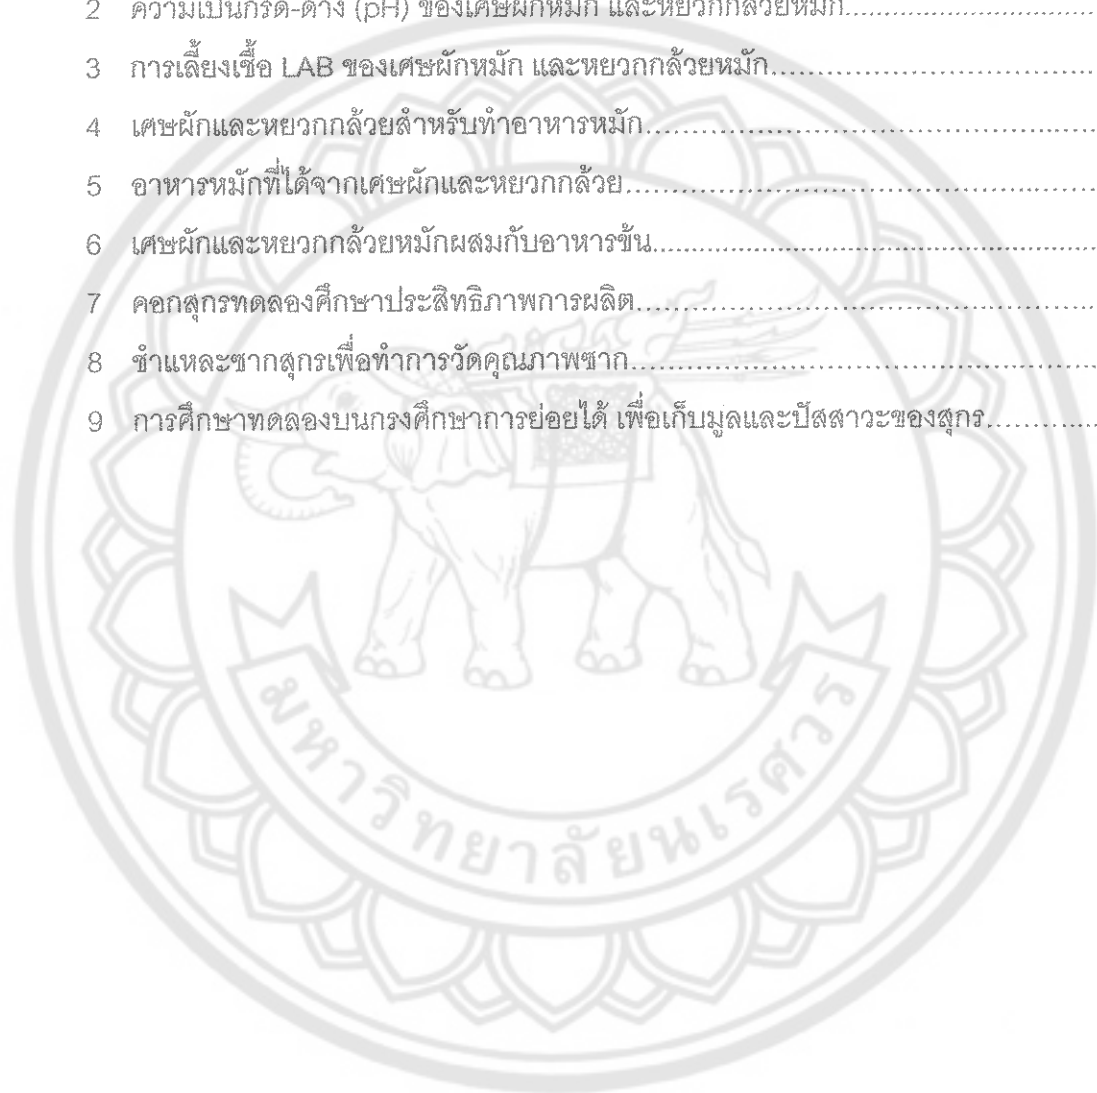 2 ความเป็นกรด-ด่าง (pH) ของเศษผักหมัก และหยวกกล้วยหมัก
3 การเลี้ยงเชื้อ LAB ของเศษผักหมัก และหยวกกล้วยหมัก
4 เศษผักและหยวกกล้วยสำหรับทำอาหารหมัก
5 อาหารหมักที่ได้จากเศษผักและหยวกกล้วย
6 เศษผักและหยวกกล้วยหมักผสมกับอาหารข้น
7 คอกสุกรทดลองศึกษาประสิทธิภาพการผลิต
8 ชำแหละซากสุกรเพื่อทำการวัดคุณภาพซาก
9 การศึกษาทดลองบนกรงศึกษาการย่อยได้ เพื่อเก็บมูลและปัสสาวะของสุกร
มหาวิทยาลัยนเรศวร